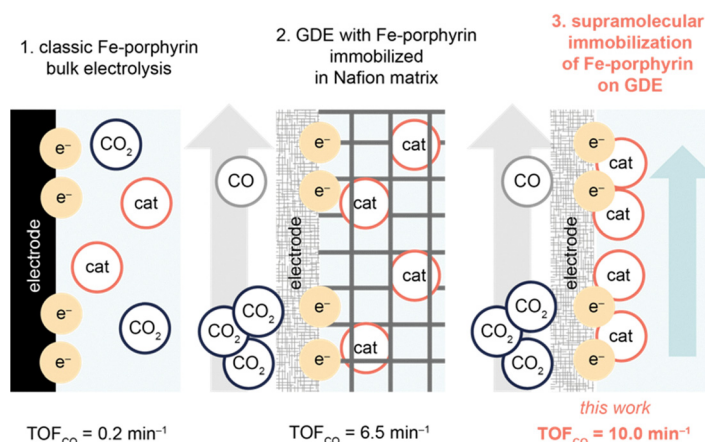 1. classic Fe-porphyrin
bulk electrolysis
2. GDE with Fe-porphyrin
immobilized
in Nafion matrix
3. supramolecular
immobilization
of Fe-porphyrin
on GDE
electrode
e⁻
e⁻
e⁻
e⁻
CO₂
cat
cat
CO₂
CO
CO₂
CO₂
CO₂
electrode
e⁻
e⁻
e⁻
e⁻
cat
cat
cat
cat
CO
CO₂
CO₂
CO₂
electrode
e⁻
e⁻
e⁻
e⁻
cat
cat
cat
cat
this work
TOF_CO = 0.2 min⁻¹
TOF_CO = 6.5 min⁻¹
TOF_CO = 10.0 min⁻¹